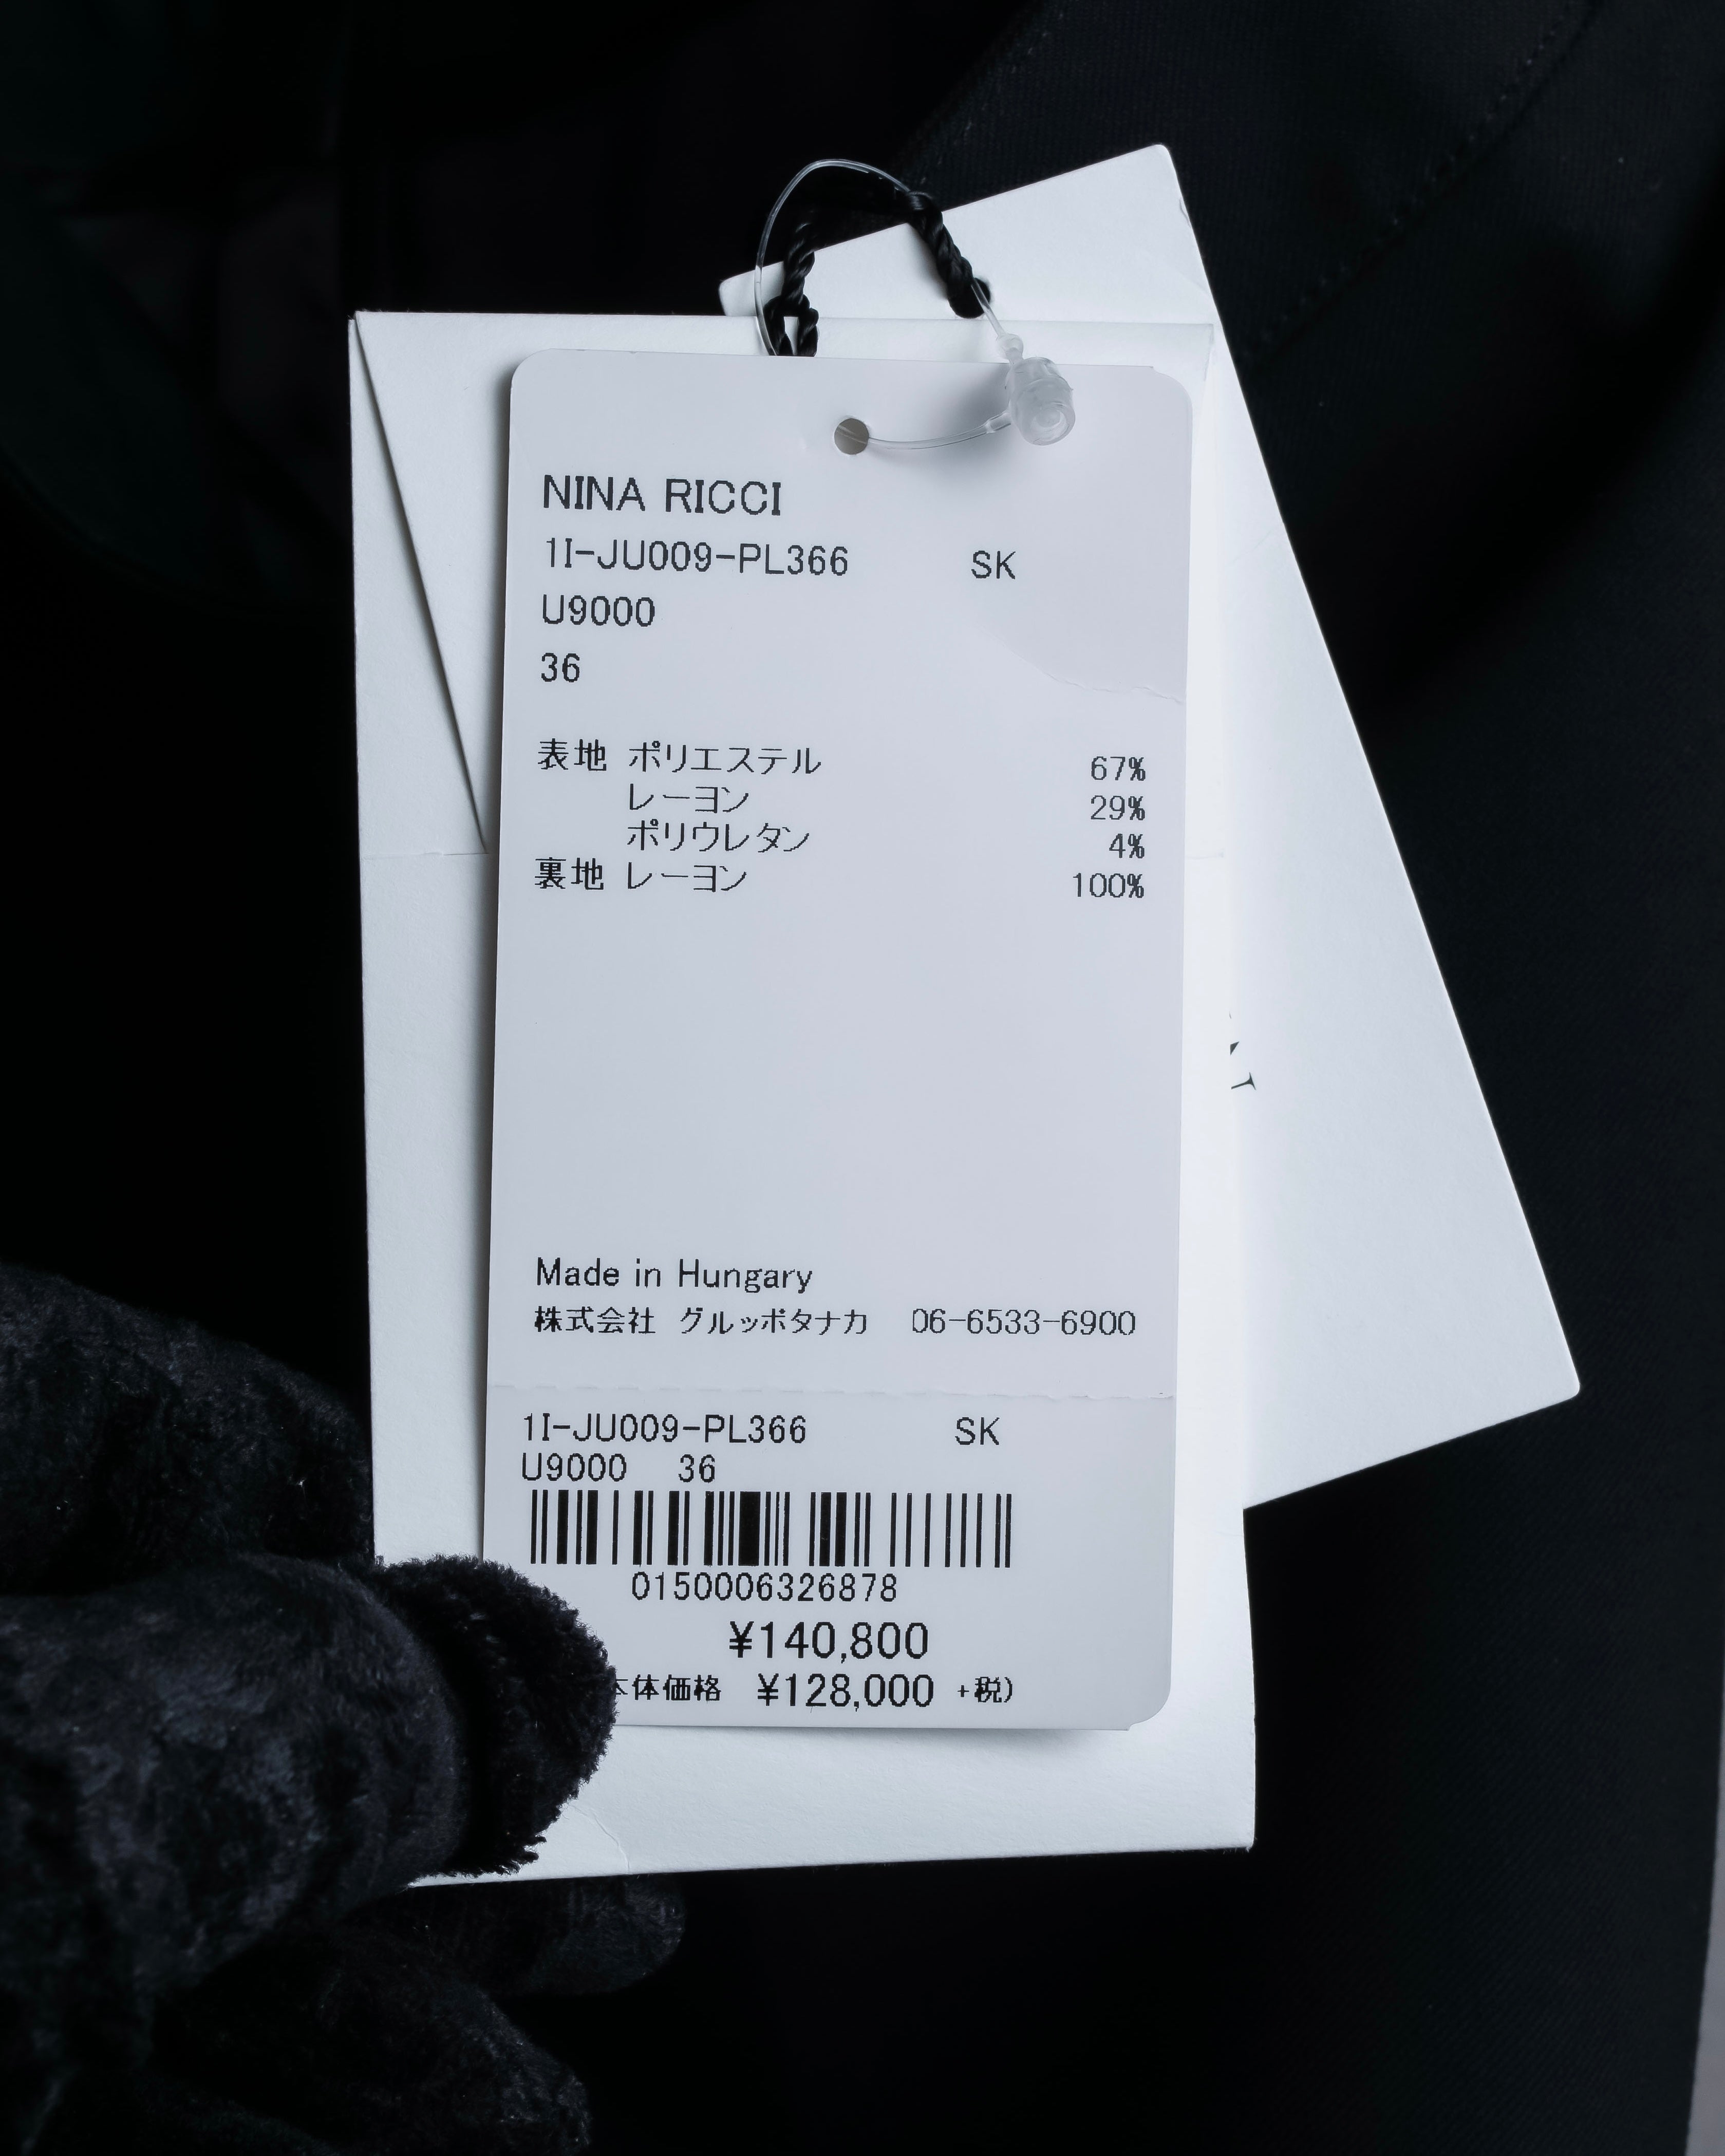 NINA RICCI
1I-JU009-PL366 SK
U9000
36
表地 ポリエステル 67%
レーヨン 29%
ポリウレタン 4%
裏地 レーヨン 100%
Made in Hungary
株式会社 グルッポタナカ 06-6533-6900
1I-JU009-PL366 SK
U9000 36
0150006326878
¥140,800
体価格 ¥128,000 +税)